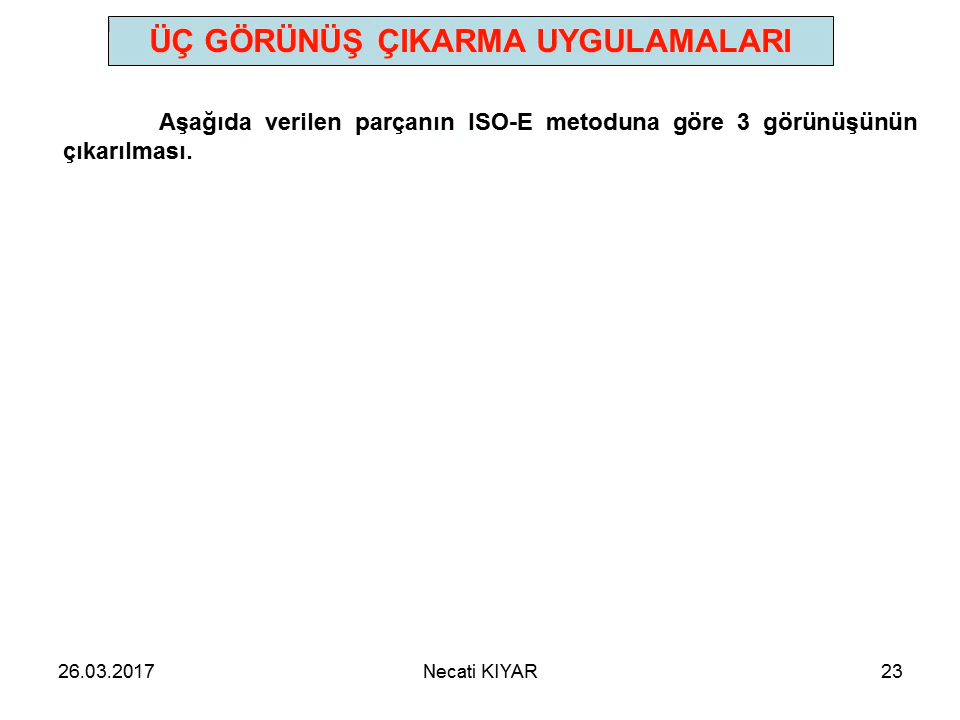 ÜÇ GÖRÜNÜŞ ÇIKARMA UYGULAMALARI
Aşağıda verilen parçanın ISO-E metoduna göre 3 görünüşünün
çıkarılması.
26.03.2017 Necati KIYAR 23